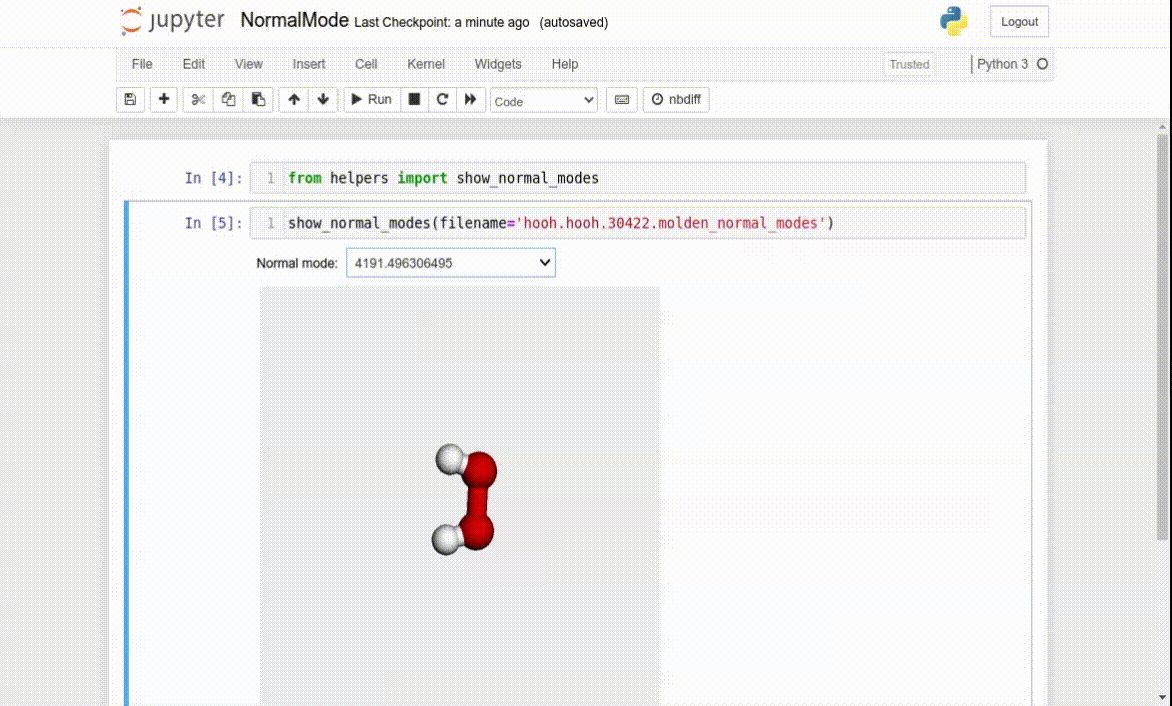 jupyter NormalMode Last Checkpoint: a minute ago (autosaved) Logout
File Edit View Insert Cell Kernel Widgets Help Trusted Python 3
Run Code nbdiff
In [4]: 1 from helpers import show_normal_modes
In [5]: 1 show_normal_modes(filename='hooh.hooh.30422.molden_normal_modes')
Normal mode: 4191.496306495